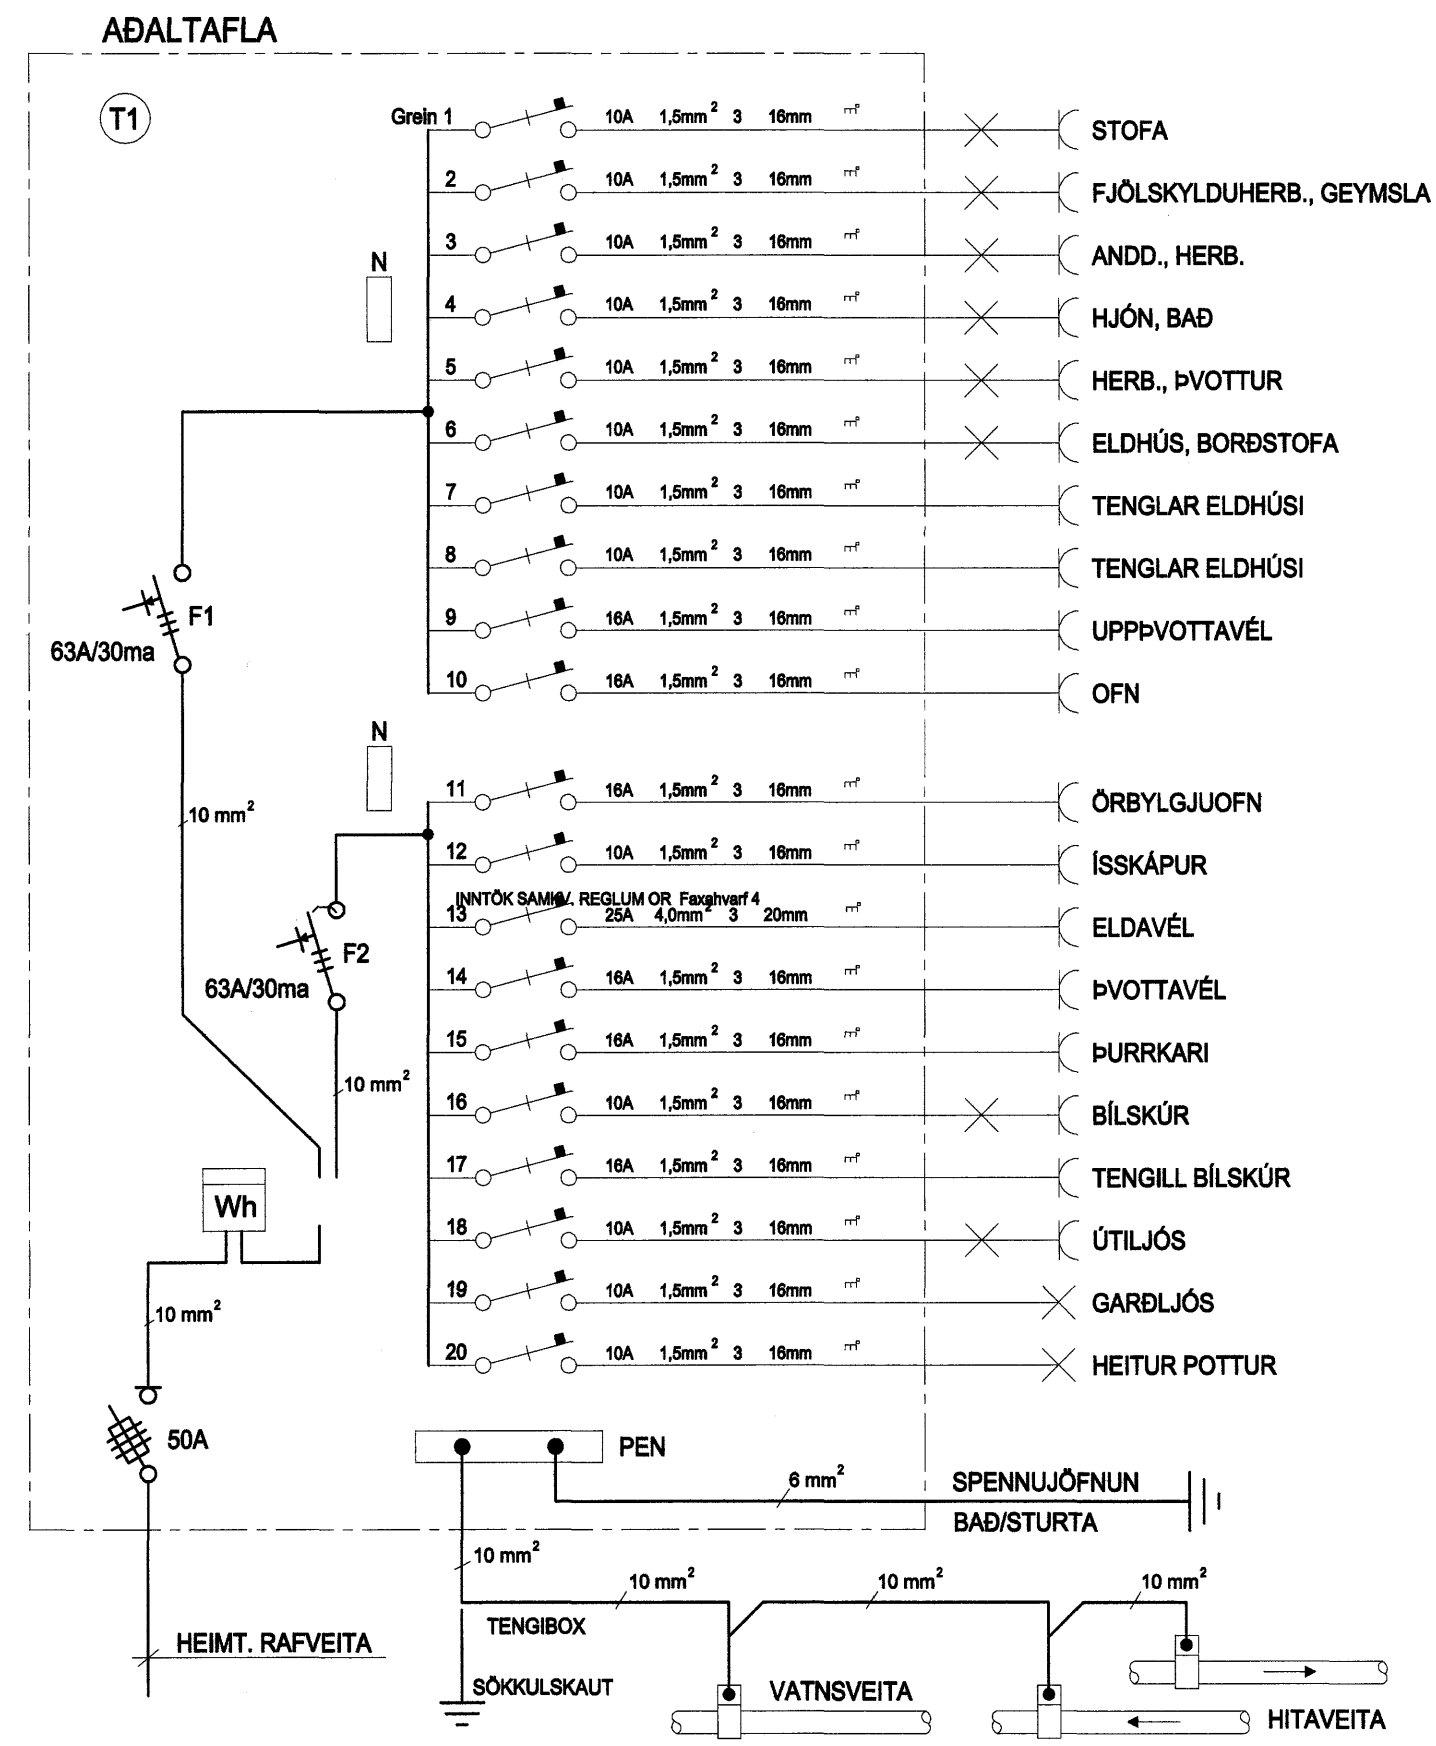 AÐALTAFLA
T1
Grein 1 10A 1,5mm² 3 16mm STOFA
2 10A 1,5mm² 3 16mm FJÖLSKYLDUHERB., GEYMSLA
3 10A 1,5mm² 3 16mm ANDD., HERB.
N
4 10A 1,5mm² 3 16mm HJÓN, BAÐ
5 10A 1,5mm² 3 16mm HERB., ÞVOTTUR
6 10A 1,5mm² 3 16mm ELDHÚS, BORÐSTOFA
7 10A 1,5mm² 3 16mm TENGLAR ELDHÚSI
8 10A 1,5mm² 3 16mm TENGLAR ELDHÚSI
F1
9 16A 1,5mm² 3 16mm UPPÞVOTTAVÉL
63A/30ma
10 16A 1,5mm² 3 16mm OFN
N
11 16A 1,5mm² 3 16mm ÖRBYLGJUOFN
10 mm²
12 10A 1,5mm² 3 16mm ÍSSKÁPUR
INNTÖK SAMKV. REGLUM OR Faxahvarf 4
13 25A 4,0mm² 3 20mm ELDAVÉL
F2
63A/30ma
14 16A 1,5mm² 3 16mm ÞVOTTAVÉL
15 16A 1,5mm² 3 16mm ÞURRKARI
10 mm²
16 10A 1,5mm² 3 16mm BÍLSKÚR
17 16A 1,5mm² 3 16mm TENGILL BÍLSKÚR
Wh
18 10A 1,5mm² 3 16mm ÚTILJÓS
19 10A 1,5mm² 3 16mm GARÐLJÓS
10 mm²
20 10A 1,5mm² 3 16mm HEITUR POTTUR
50A
PEN
6 mm²
SPENNUJÖFNUN
BAÐ/STURTA
10 mm²
10 mm² 10 mm² 10 mm²
TENGIBOX
HEIMT. RAFVEITA
SÖKKULSKAUT
VATNSVEITA
HITAVEITA